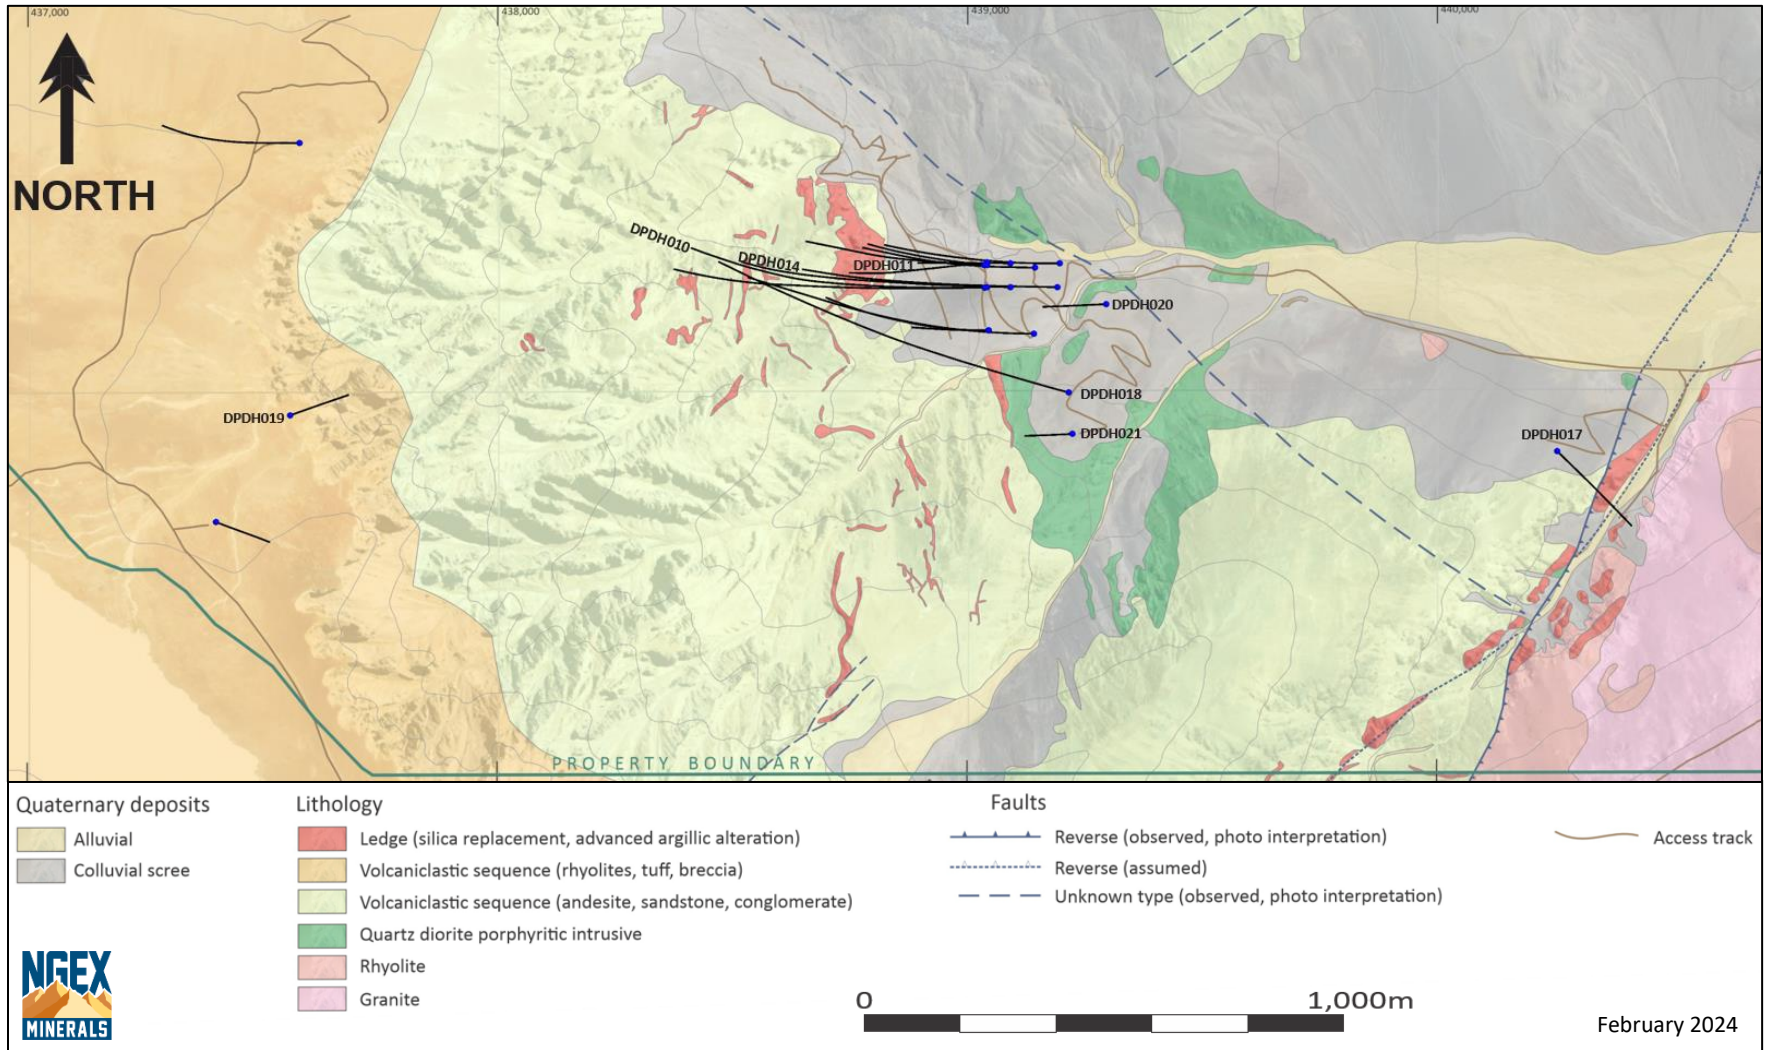 437,000
438,000
439,000
440,000
NORTH
DPDH010
DPDH014
DPDH011
DPDH020
DPDH018
DPDH019
DPDH021
DPDH017
PROPERTY BOUNDARY
Quaternary deposits
Alluvial
Colluvial scree
Lithology
Ledge (silica replacement, advanced argillic alteration)
Volcaniclastic sequence (rhyolites, tuff, breccia)
Volcaniclastic sequence (andesite, sandstone, conglomerate)
Quartz diorite porphyritic intrusive
Rhyolite
Granite
Faults
Reverse (observed, photo interpretation)
Reverse (assumed)
Unknown type (observed, photo interpretation)
Access track
NGEX
MINERALS
0
1,000m
February 2024